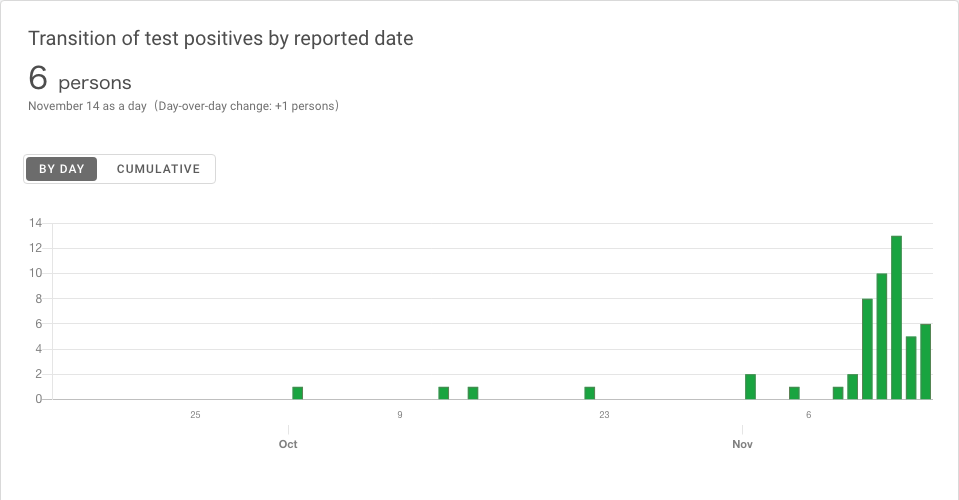 Transition of test positives by reported date
6 persons
November 14 as a day (Day-over-day change: +1 persons)
BY DAY CUMULATIVE
14
12
10
8
6
4
2
0
25 9 23 6
Oct Nov